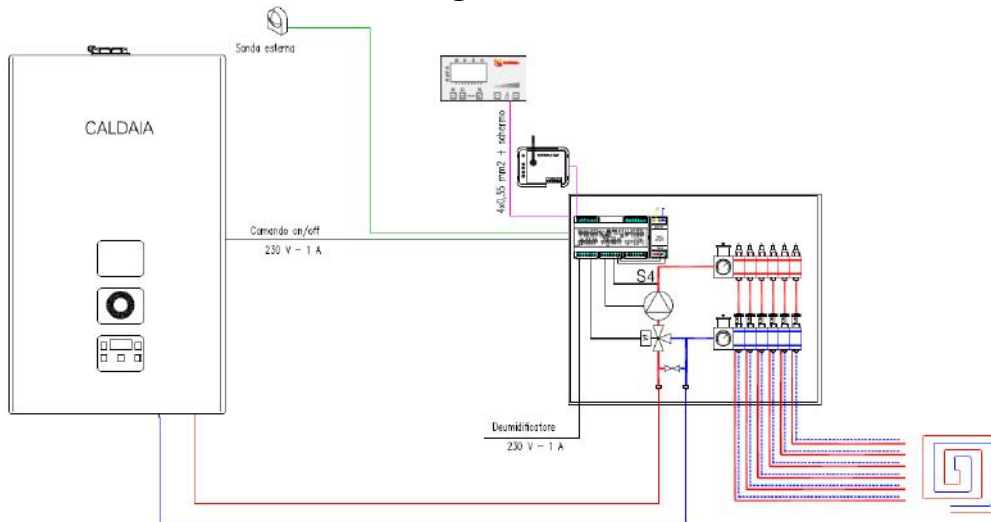 Sonda esterna
CALDAIA
4x0,35 mm2 + schermo
Comando on/off
230 V – 1 A
S4
Deumidificatore
230 V – 1 A